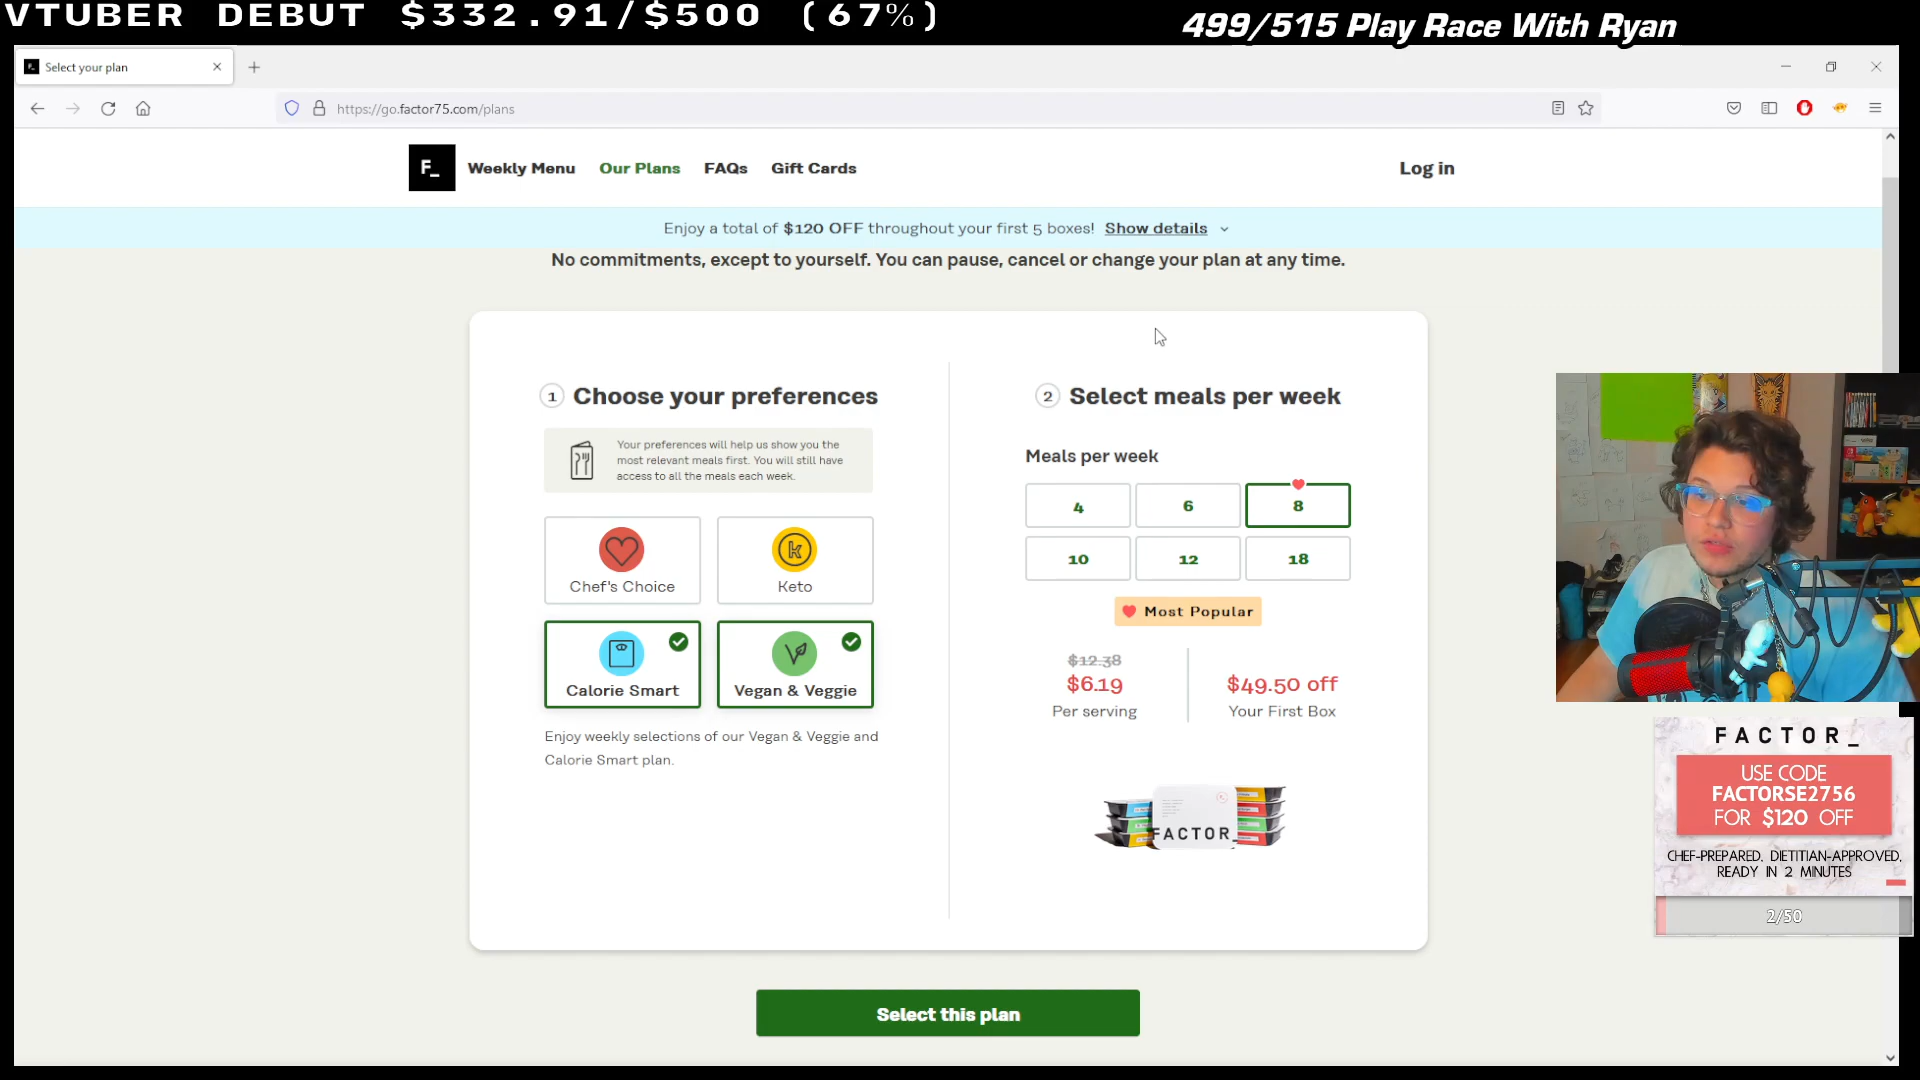 VTUBER DEBUT $332.91/$500 (67%)
499/515 Play Race With Ryan
Select your plan
https://go.factor75.com/plans
F_
Weekly Menu
Our Plans
FAQs
Gift Cards
Log in
Enjoy a total of $120 OFF throughout your first 5 boxes! Show details
No commitments, except to yourself. You can pause, cancel or change your plan at any time.
1 Choose your preferences
Your preferences will help us show you the
most relevant meals first. You will still have
access to all the meals each week.
Chef's Choice
k
Keto
Calorie Smart
Vegan & Veggie
Enjoy weekly selections of our Vegan & Veggie and
Calorie Smart plan.
2 Select meals per week
Meals per week
4 6 8
10 12 18
Most Popular
$12.38
$6.19
Per serving
$49.50 off
Your First Box
FACTOR_
Select this plan
FACTOR_
USE CODE
FACTORSE2756
FOR $120 OFF
CHEF-PREPARED, DIETITIAN-APPROVED,
READY IN 2 MINUTES
2/50